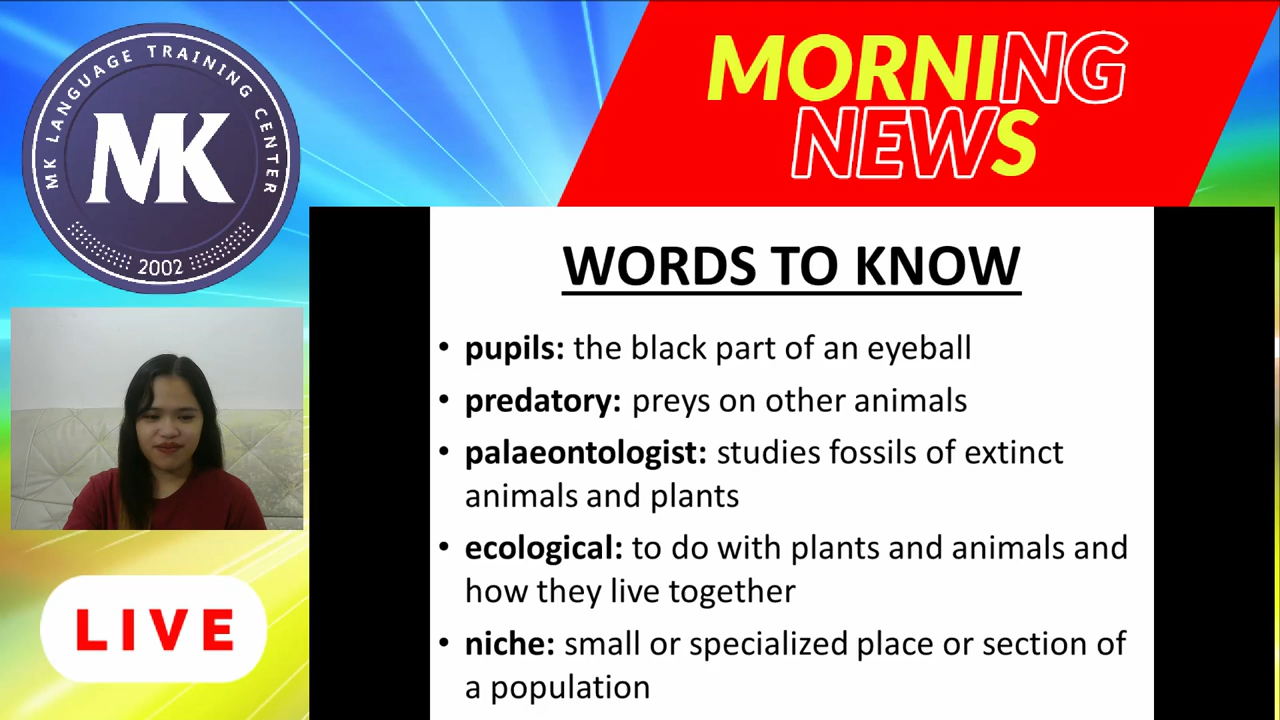 MK LANGUAGE TRAINING CENTER
MK
2002
MORNING
NEWS
WORDS TO KNOW
• pupils: the black part of an eyeball
• predatory: preys on other animals
• palaeontologist: studies fossils of extinct
animals and plants
• ecological: to do with plants and animals and
how they live together
• niche: small or specialized place or section of
a population
LIVE